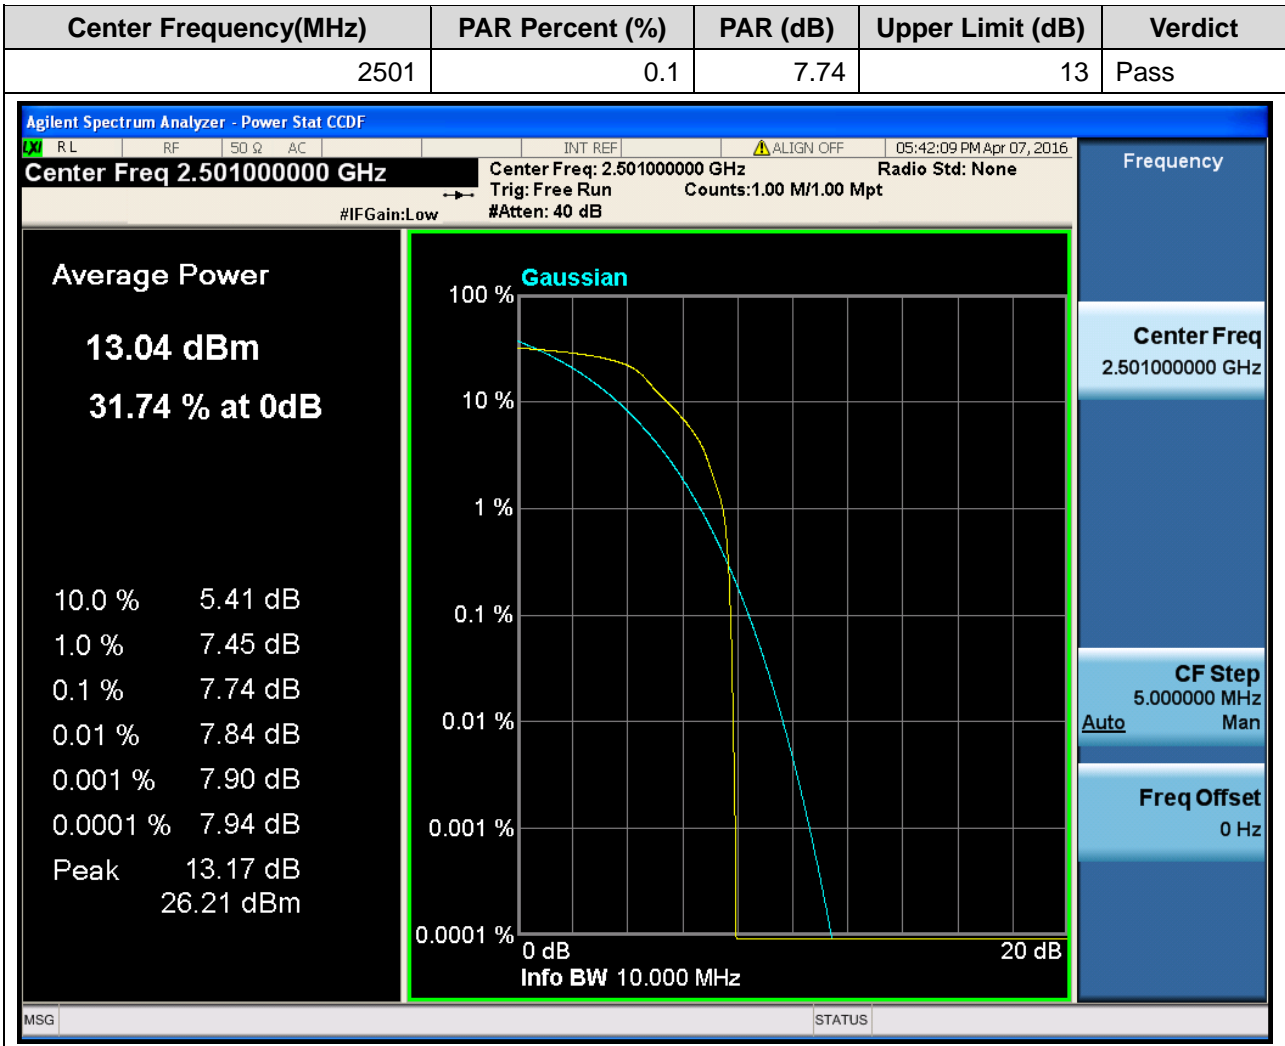 Center Frequency(MHz) PAR Percent (%) PAR (dB) Upper Limit (dB) Verdict
2501 0.1 7.74 13 Pass
Agilent Spectrum Analyzer - Power Stat CCDF
LXI RL RF 50 Ω AC INT REF ALIGN OFF 05:42:09 PM Apr 07, 2016
Center Freq 2.501000000 GHz
Center Freq: 2.501000000 GHz Radio Std: None
Trig: Free Run Counts:1.00 M/1.00 Mpt
#IFGain:Low #Atten: 40 dB
Average Power
13.04 dBm
31.74 % at 0dB
10.0 % 5.41 dB
1.0 % 7.45 dB
0.1 % 7.74 dB
0.01 % 7.84 dB
0.001 % 7.90 dB
0.0001 % 7.94 dB
Peak 13.17 dB
26.21 dBm
Gaussian
100 %
10 %
1 %
0.1 %
0.01 %
0.001 %
0.0001 %
0 dB 20 dB
Info BW 10.000 MHz
Frequency
Center Freq
2.501000000 GHz
CF Step
5.000000 MHz
Auto Man
Freq Offset
0 Hz
MSG STATUS